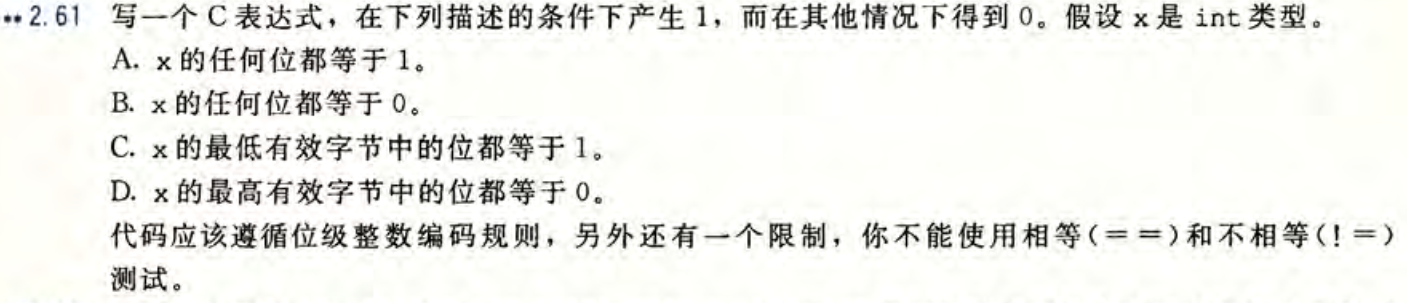 •• 2.61 写一个 C 表达式，在下列描述的条件下产生 1，而在其他情况下得到 0。假设 x 是 int 类型。
A. x 的任何位都等于 1。
B. x 的任何位都等于 0。
C. x 的最低有效字节中的位都等于 1。
D. x 的最高有效字节中的位都等于 0。
代码应该遵循位级整数编码规则，另外还有一个限制，你不能使用相等(= =)和不相等(! =)
测试。